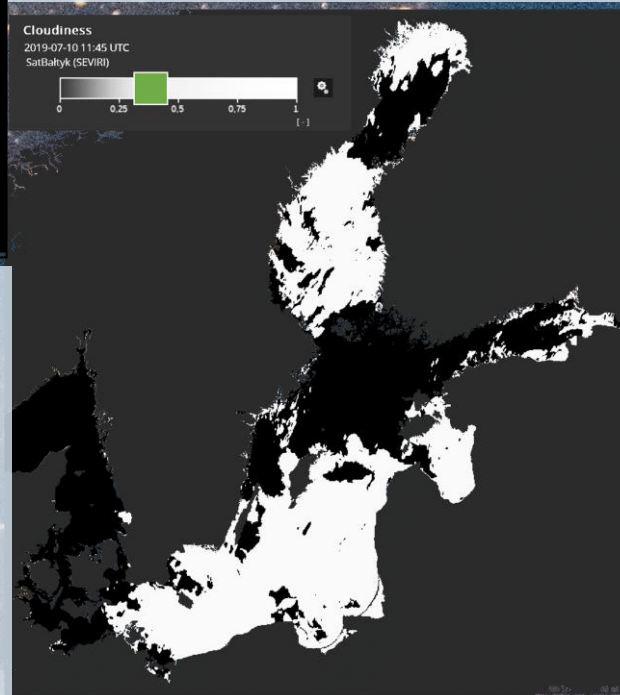 Cloudiness
2019-07-10 11:45 UTC
SatBałtyk (SEVIRI)
0 0,25 0,5 0,75 1
[-]